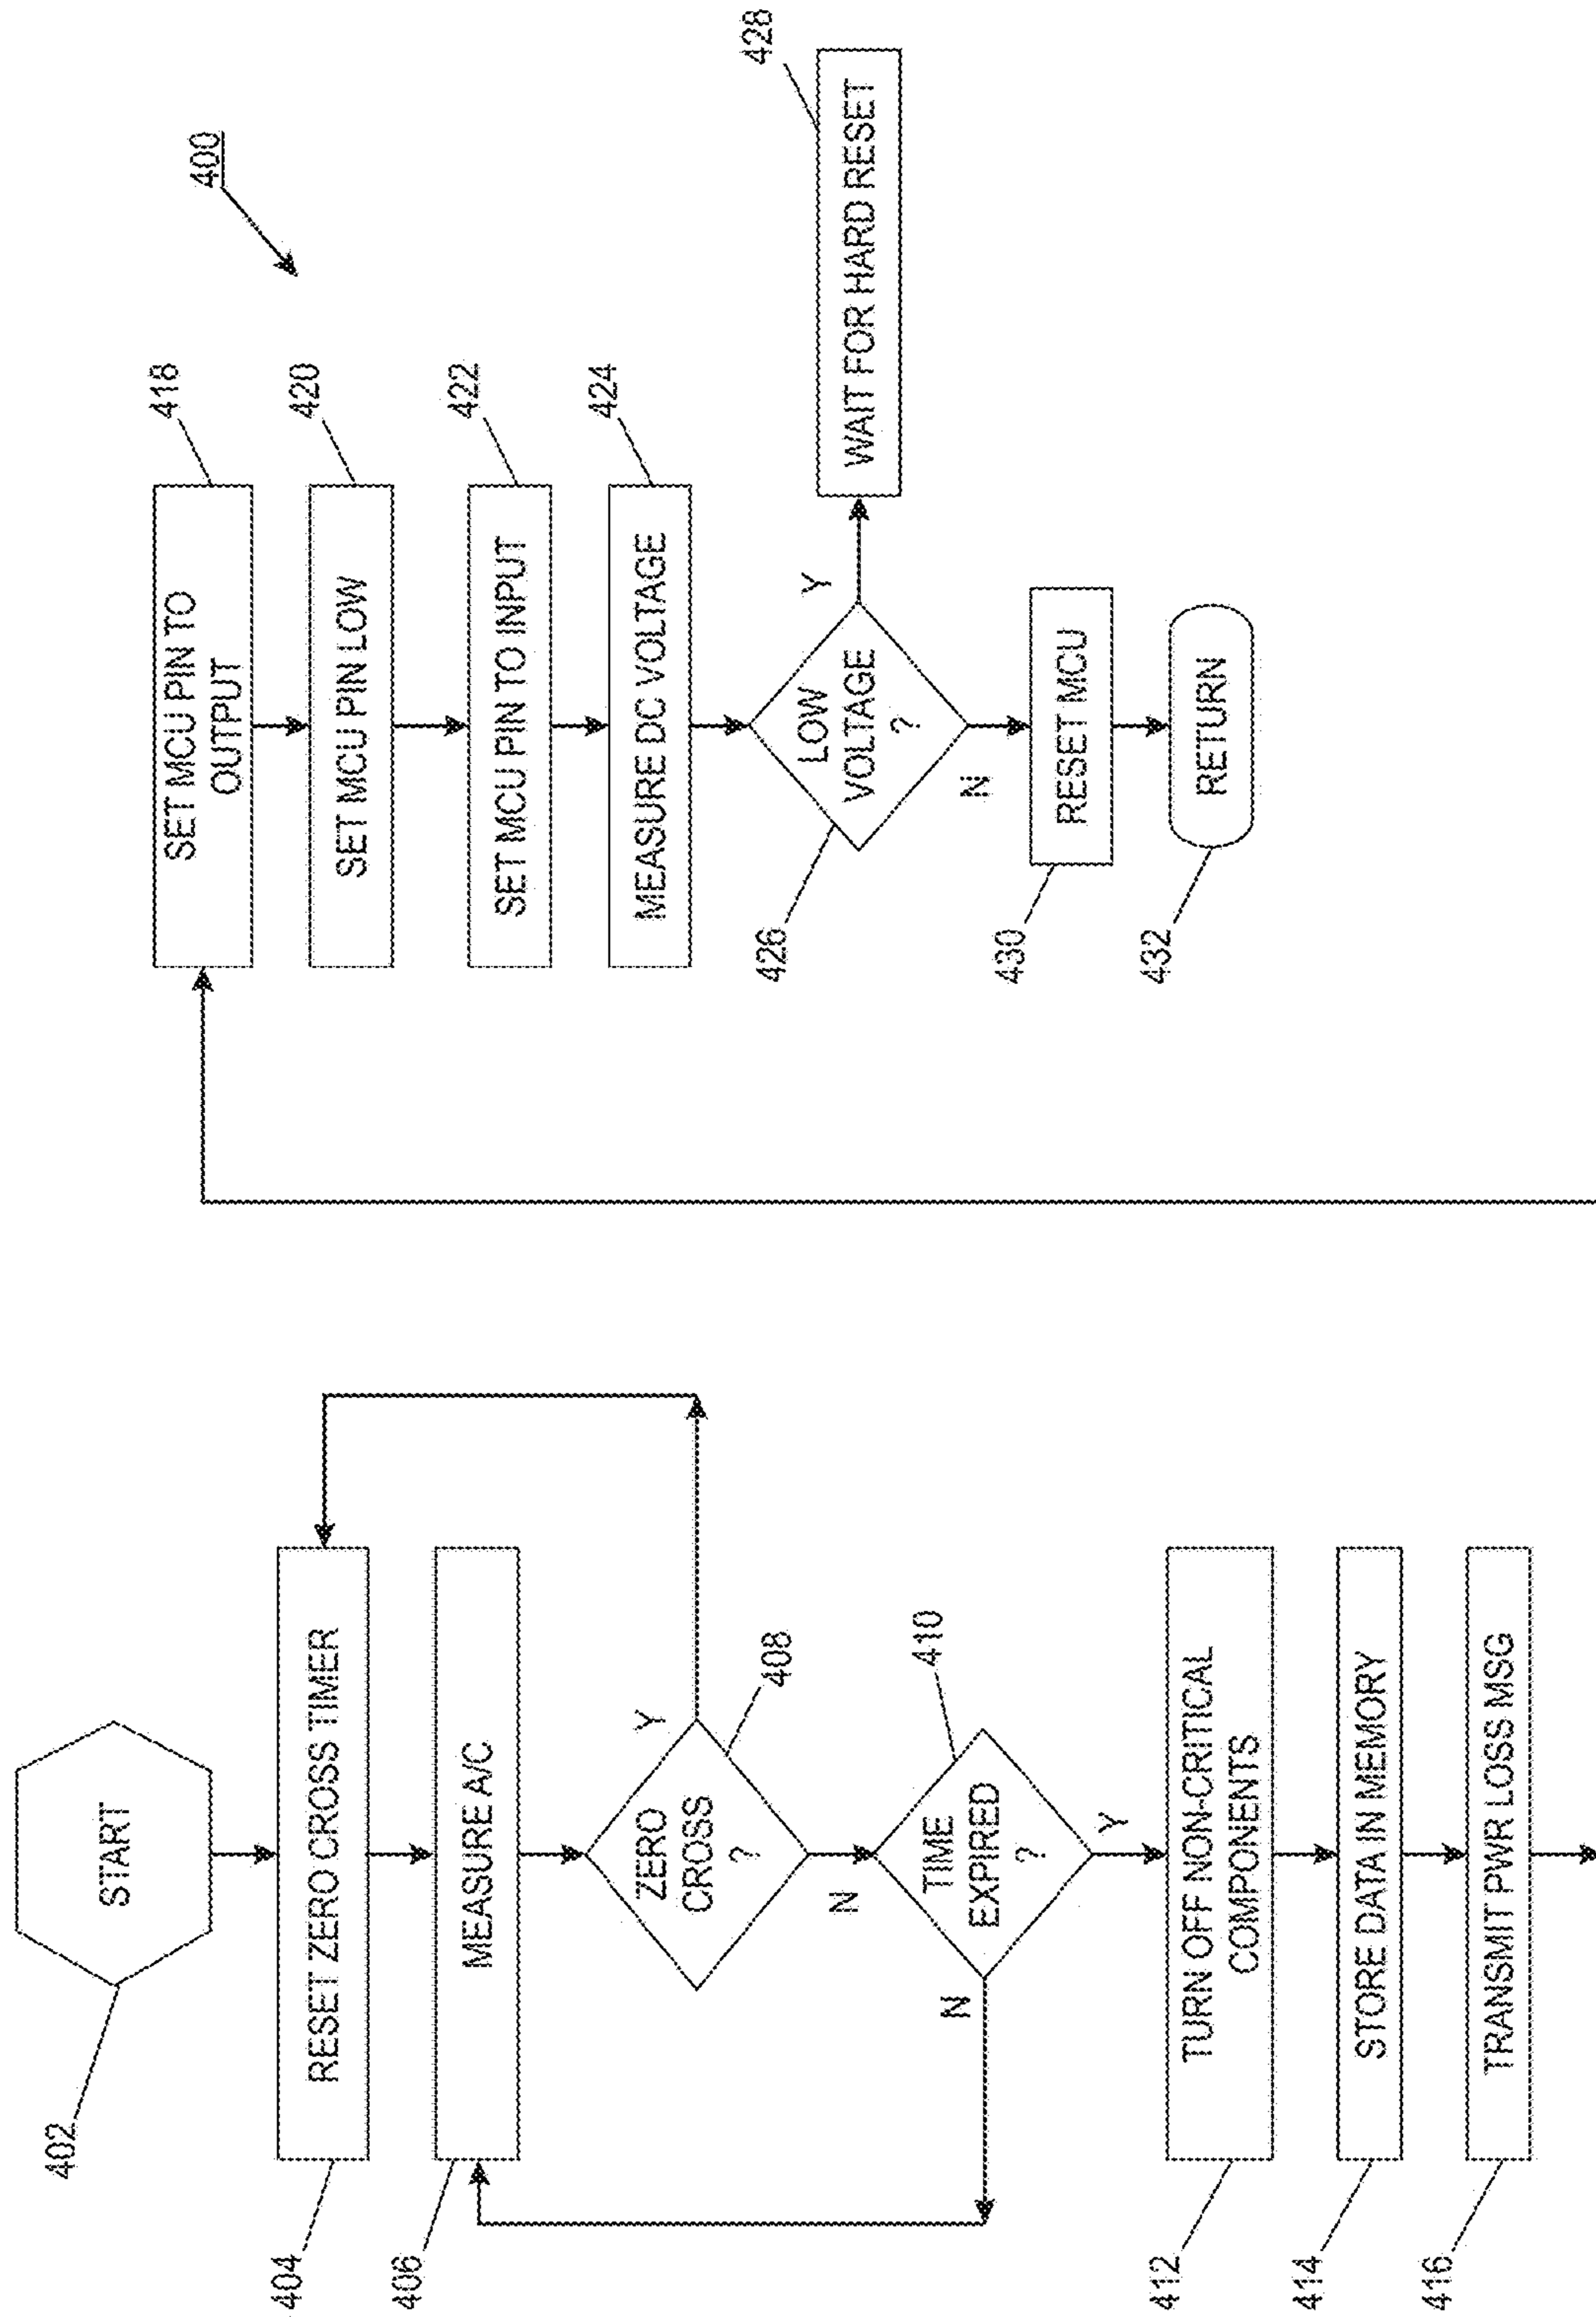 400
402
START
404
RESET ZERO CROSS TIMER
406
MEASURE A/C
ZERO
CROSS
?
408
Y
N
TIME
EXPIRED
?
410
N
Y
412
TURN OFF NON-CRITICAL
COMPONENTS
414
STORE DATA IN MEMORY
416
TRANSMIT PWR LOSS MSG
SET MCU PIN TO
OUTPUT
418
SET MCU PIN LOW
420
SET MCU PIN TO INPUT
422
MEASURE DC VOLTAGE
424
LOW
VOLTAGE
?
426
Y
WAIT FOR HARD RESET
428
N
RESET MCU
430
RETURN
432